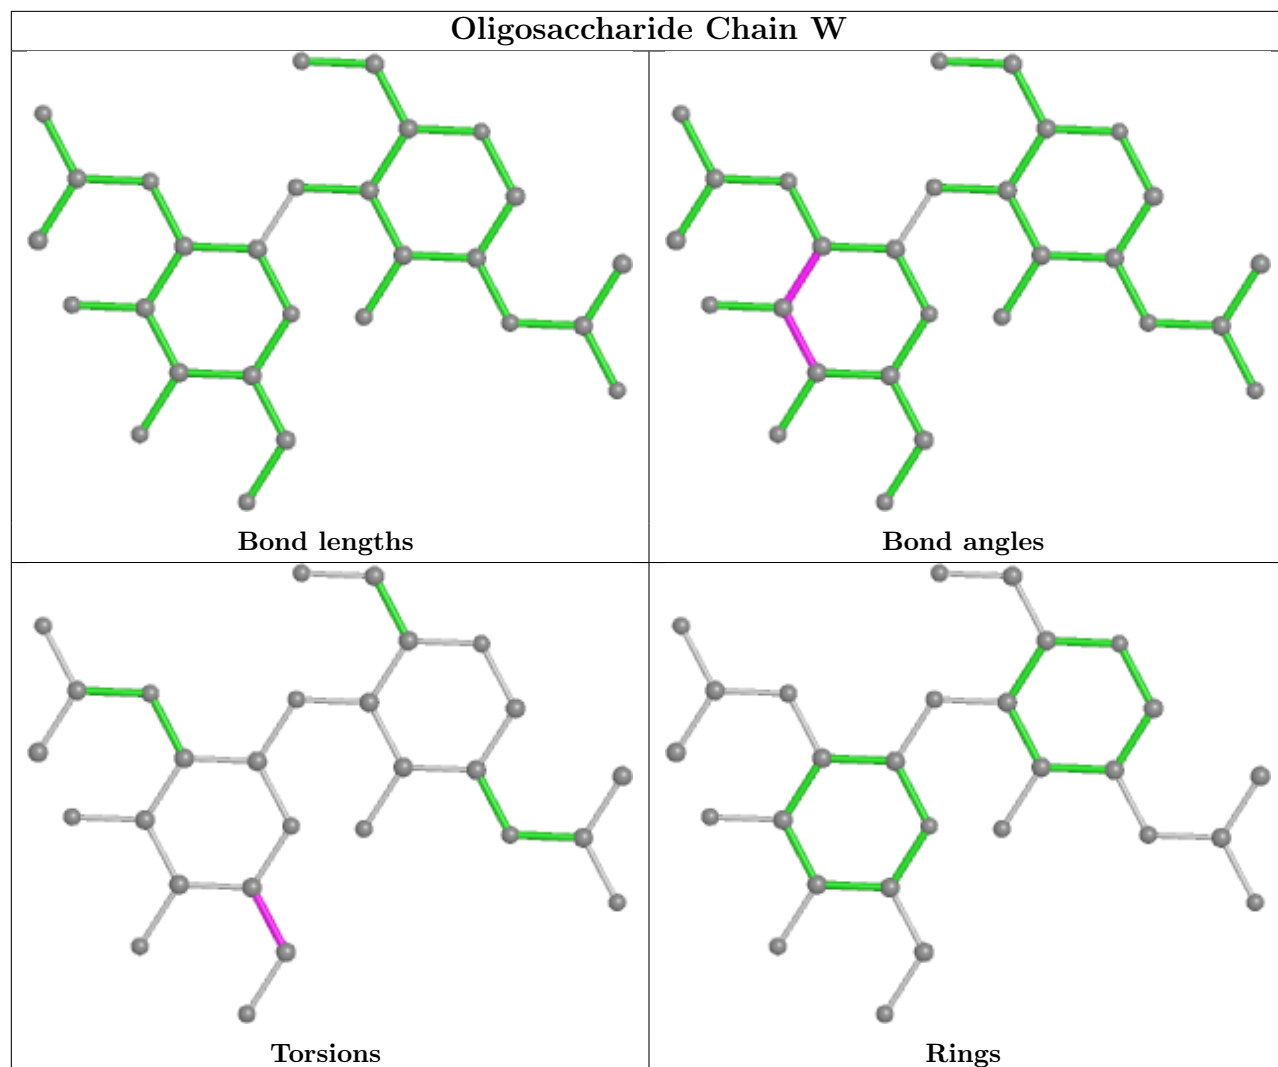 Oligosaccharide Chain W
Bond lengths
Bond angles
Torsions
Rings